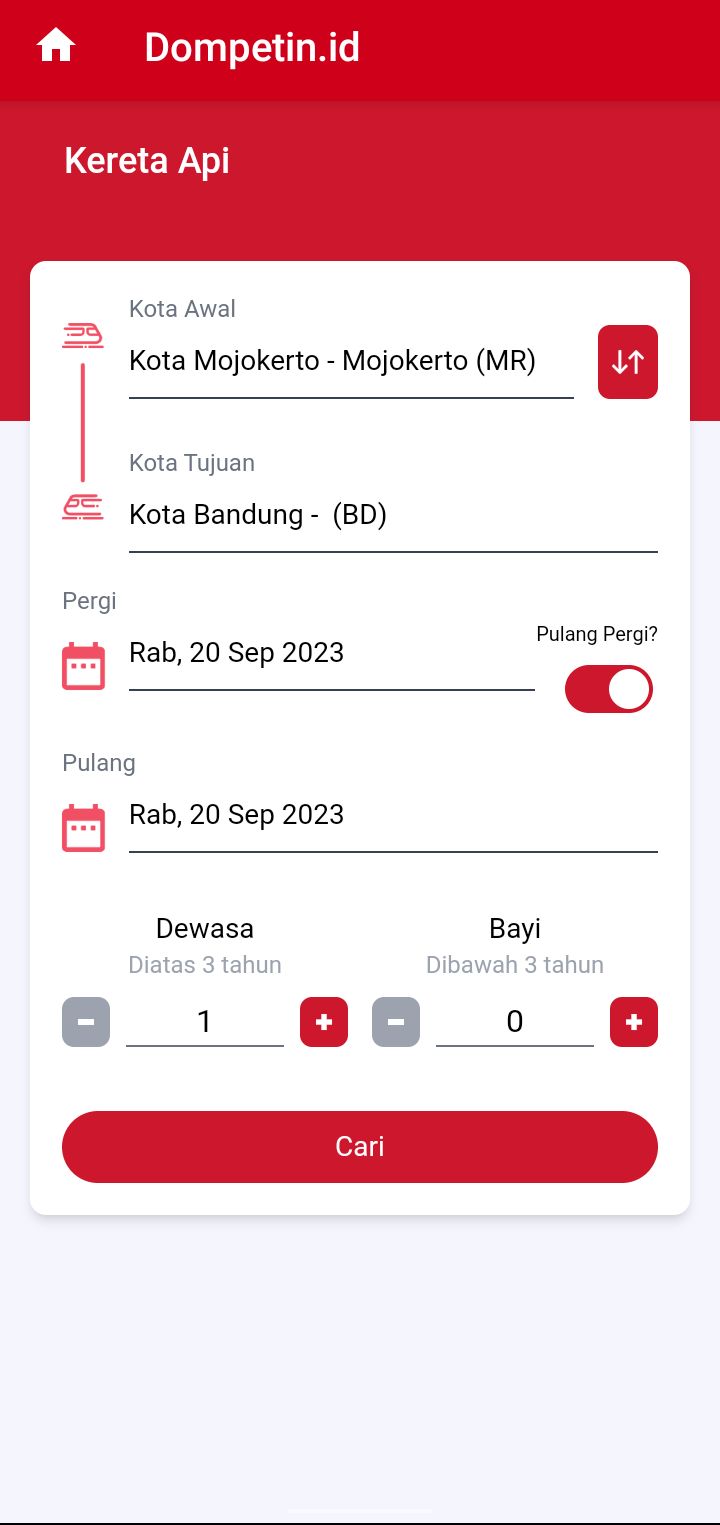 Dompetin.id
Kereta Api
Kota Awal
Kota Mojokerto - Mojokerto (MR)
Kota Tujuan
Kota Bandung -  (BD)
Pergi
Pulang Pergi?
Rab, 20 Sep 2023
Pulang
Rab, 20 Sep 2023
Dewasa
Diatas 3 tahun
1
Bayi
Dibawah 3 tahun
0
Cari